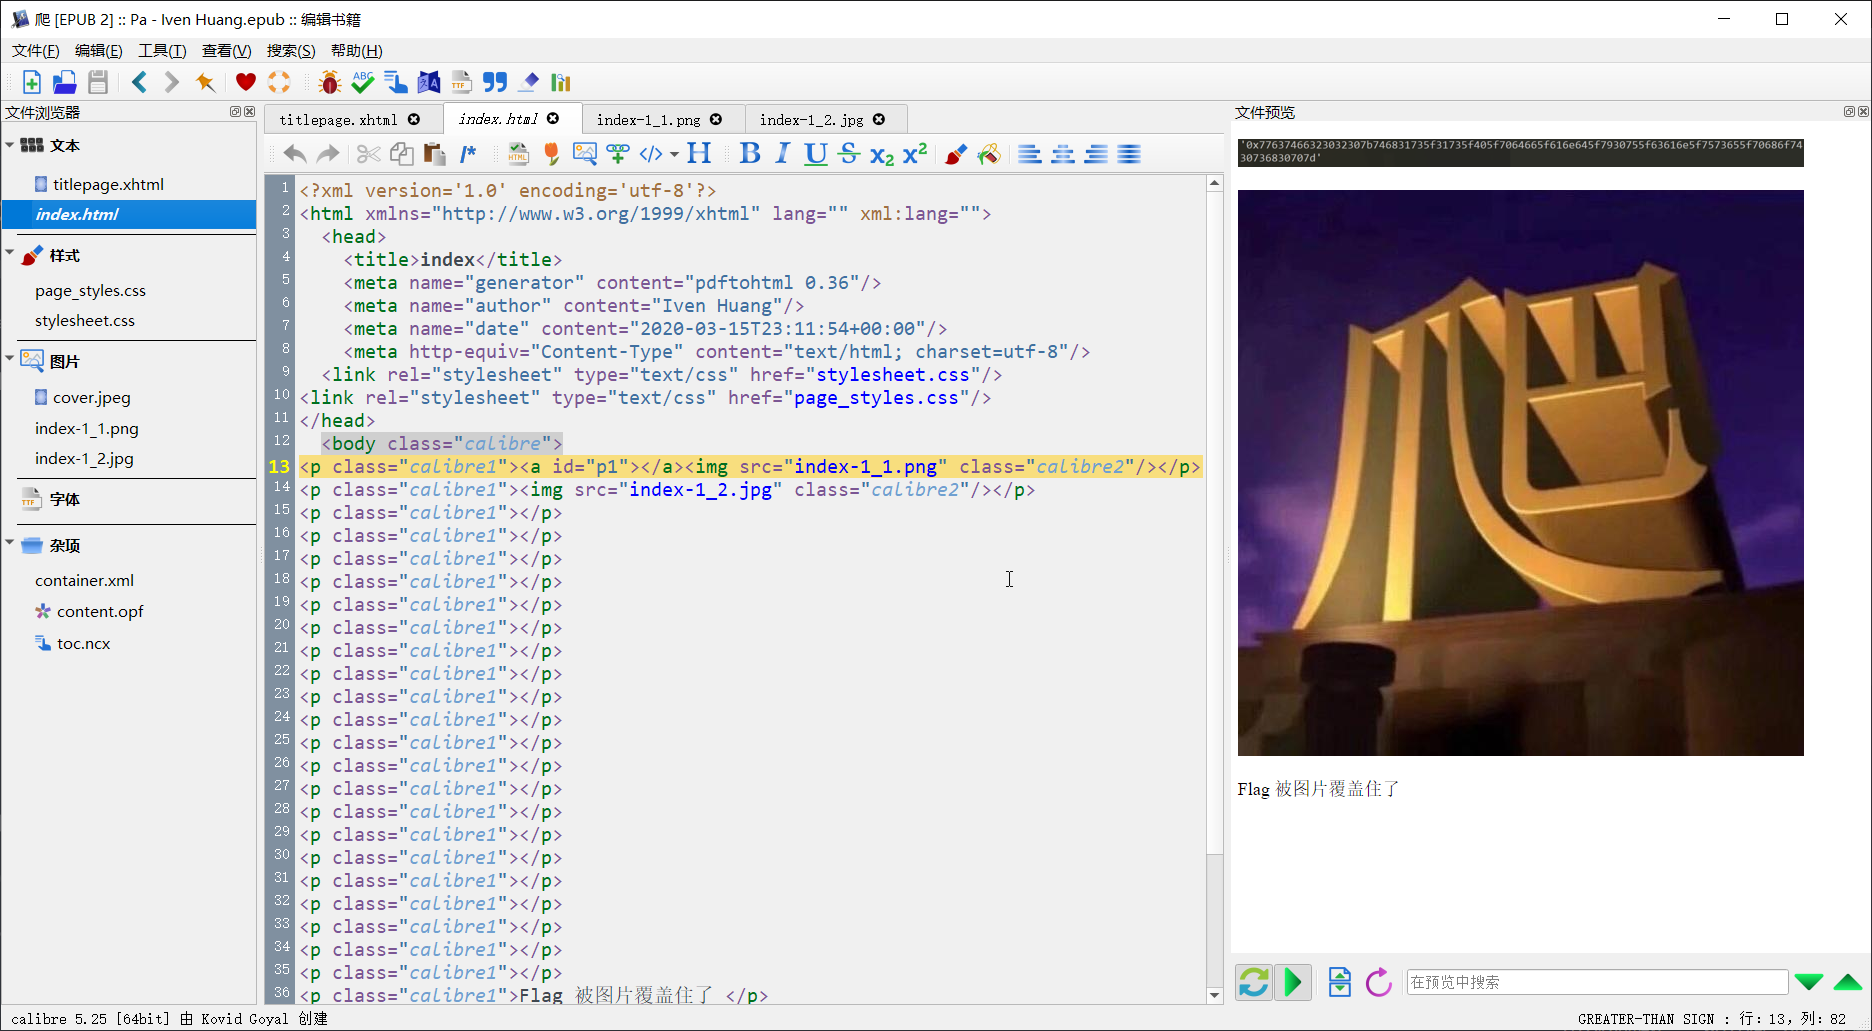 爬 [EPUB 2] :: Pa - Iven Huang.epub :: 编辑书籍
文件(F) 编辑(E) 工具(T) 查看(V) 搜索(S) 帮助(H)
文件浏览器
文本
titlepage.xhtml
index.html
样式
page_styles.css
stylesheet.css
图片
cover.jpeg
index-1_1.png
index-1_2.jpg
字体
杂项
container.xml
content.opf
toc.ncx
titlepage.xhtml index.html index-1_1.png index-1_2.jpg
1 <?xml version='1.0' encoding='utf-8'?>
2 <html xmlns="http://www.w3.org/1999/xhtml" lang="" xml:lang="">
3 <head>
4 <title>index</title>
5 <meta name="generator" content="pdftohtml 0.36"/>
6 <meta name="author" content="Iven Huang"/>
7 <meta name="date" content="2020-03-15T23:11:54+00:00"/>
8 <meta http-equiv="Content-Type" content="text/html; charset=utf-8"/>
9 <link rel="stylesheet" type="text/css" href="stylesheet.css"/>
10 <link rel="stylesheet" type="text/css" href="page_styles.css"/>
11 </head>
12 <body class="calibre">
13 <p class="calibre1"><a id="p1"></a><img src="index-1_1.png" class="calibre2"/></p>
14 <p class="calibre1"><img src="index-1_2.jpg" class="calibre2"/></p>
15 <p class="calibre1"></p>
16 <p class="calibre1"></p>
17 <p class="calibre1"></p>
18 <p class="calibre1"></p>
19 <p class="calibre1"></p>
20 <p class="calibre1"></p>
21 <p class="calibre1"></p>
22 <p class="calibre1"></p>
23 <p class="calibre1"></p>
24 <p class="calibre1"></p>
25 <p class="calibre1"></p>
26 <p class="calibre1"></p>
27 <p class="calibre1"></p>
28 <p class="calibre1"></p>
29 <p class="calibre1"></p>
30 <p class="calibre1"></p>
31 <p class="calibre1"></p>
32 <p class="calibre1"></p>
33 <p class="calibre1"></p>
34 <p class="calibre1"></p>
35 <p class="calibre1"></p>
36 <p class="calibre1">Flag 被图片覆盖住了 </p>
文件预览
'0x77637466323032307b746831735f31735f405f7064665f616e645f7930755f63616e5f7573655f70686f74
30736830707d'
爬
Flag 被图片覆盖住了
在预览中搜索
calibre 5.25 [64bit] 由 Kovid Goyal 创建
GREATER-THAN SIGN : 行: 13, 列: 82